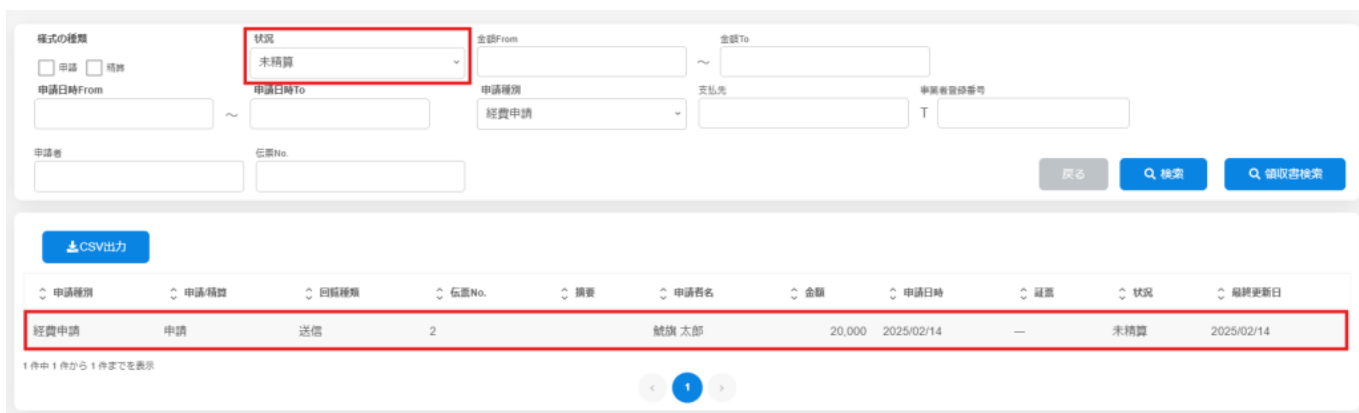 様式の種類 状況 金額From 金額To
未精算 ～
申請 精算
申請日時From 申請日時To 申請種別 支払先 事業者登録番号
～ 経費申請 T
申請者 伝票No.
戻る 検索 領収書検索
CSV出力
申請種別 申請/精算 回覧種類 伝票No. 摘要 申請者名 金額 申請日時 証票 状況 最終更新日
経費申請 申請 送信 2 鯱旗 太郎 20,000 2025/02/14 ― 未精算 2025/02/14
1 件中 1 件から 1 件までを表示
‹ 1 ›